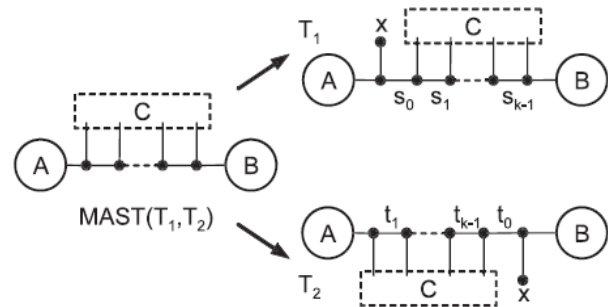 T₁
x
C
A
B
s₀ s₁ sₖ₋₁
C
A
B
MAST(T₁,T₂)
t₁ tₖ₋₁ t₀
A
B
C
x
T₂